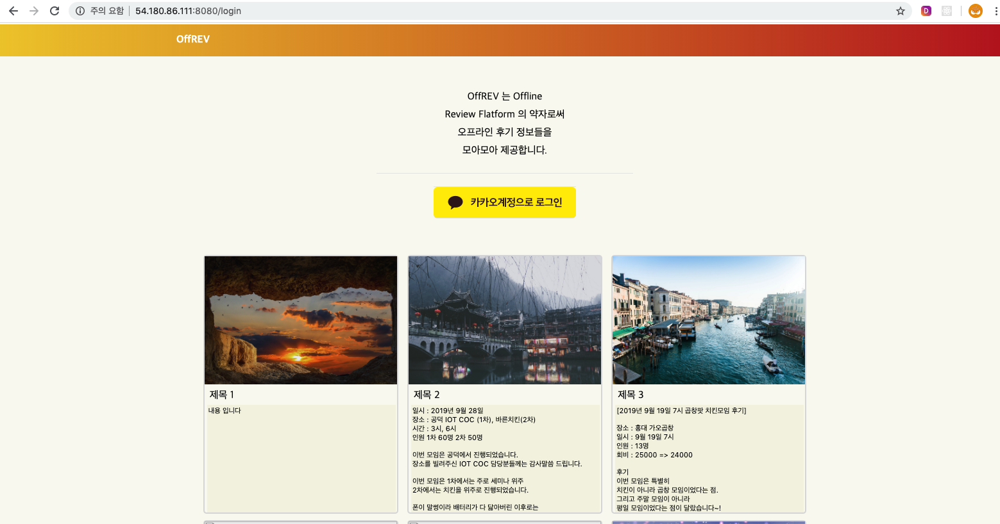 주의 요함
54.180.86.111:8080/login
D
OffREV
OffREV 는 Offline
Review Flatform 의 약자로써
오프라인 후기 정보들을
모아모아 제공합니다.
카카오계정으로 로그인
제목 1
내용 입니다
제목 2
일시 : 2019년 9월 28일
장소 : 공덕 IOT COC (1차), 바른치킨(2차)
시간 : 3시, 6시
인원 1차 60명 2차 50명
이번 모임은 공덕에서 진행되었습니다.
장소를 빌려주신 IOT COC 담당분들께는 감사말씀 드립니다.
이번 모임은 1차에서는 주로 세미나 위주
2차에서는 치킨을 위주로 진행되었습니다.
폰이 말썽이라 배터리가 다 닳아버린 이후로는
제목 3
[2019년 9월 19일 7시 곱창팟 치킨모임 후기]
장소 : 홍대 가오곱창
일시 : 9월 19일 7시
인원 : 13명
회비 : 25000 => 24000
후기
이번 모임은 특별히
치킨이 아니라 곱창 모임이었다는 점.
그리고 주말 모임이 아니라
평일 모임이었다는 점이 달랐습니다~!